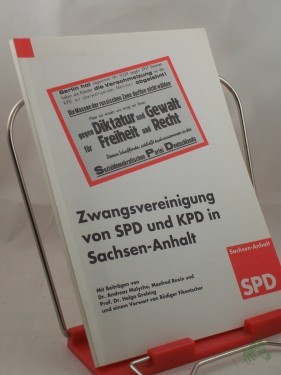 Berlin hat
die Verschmelzung
abgelehnt!
Die Massen der russischen Zone durften nicht wählen
gegen Diktatur und Gewalt
für Freiheit und Recht
Sozialdemokratischen Partei Deutschlands
Zwangsvereinigung
von SPD und KPD in
Sachsen-Anhalt
Mit Beiträgen von
Dr. Andreas Malycha, Manfred Rexin und
Prof. Dr. Helga Grebing
und einem Vorwort von Rüdiger Fikentscher
Sachsen-Anhalt
SPD